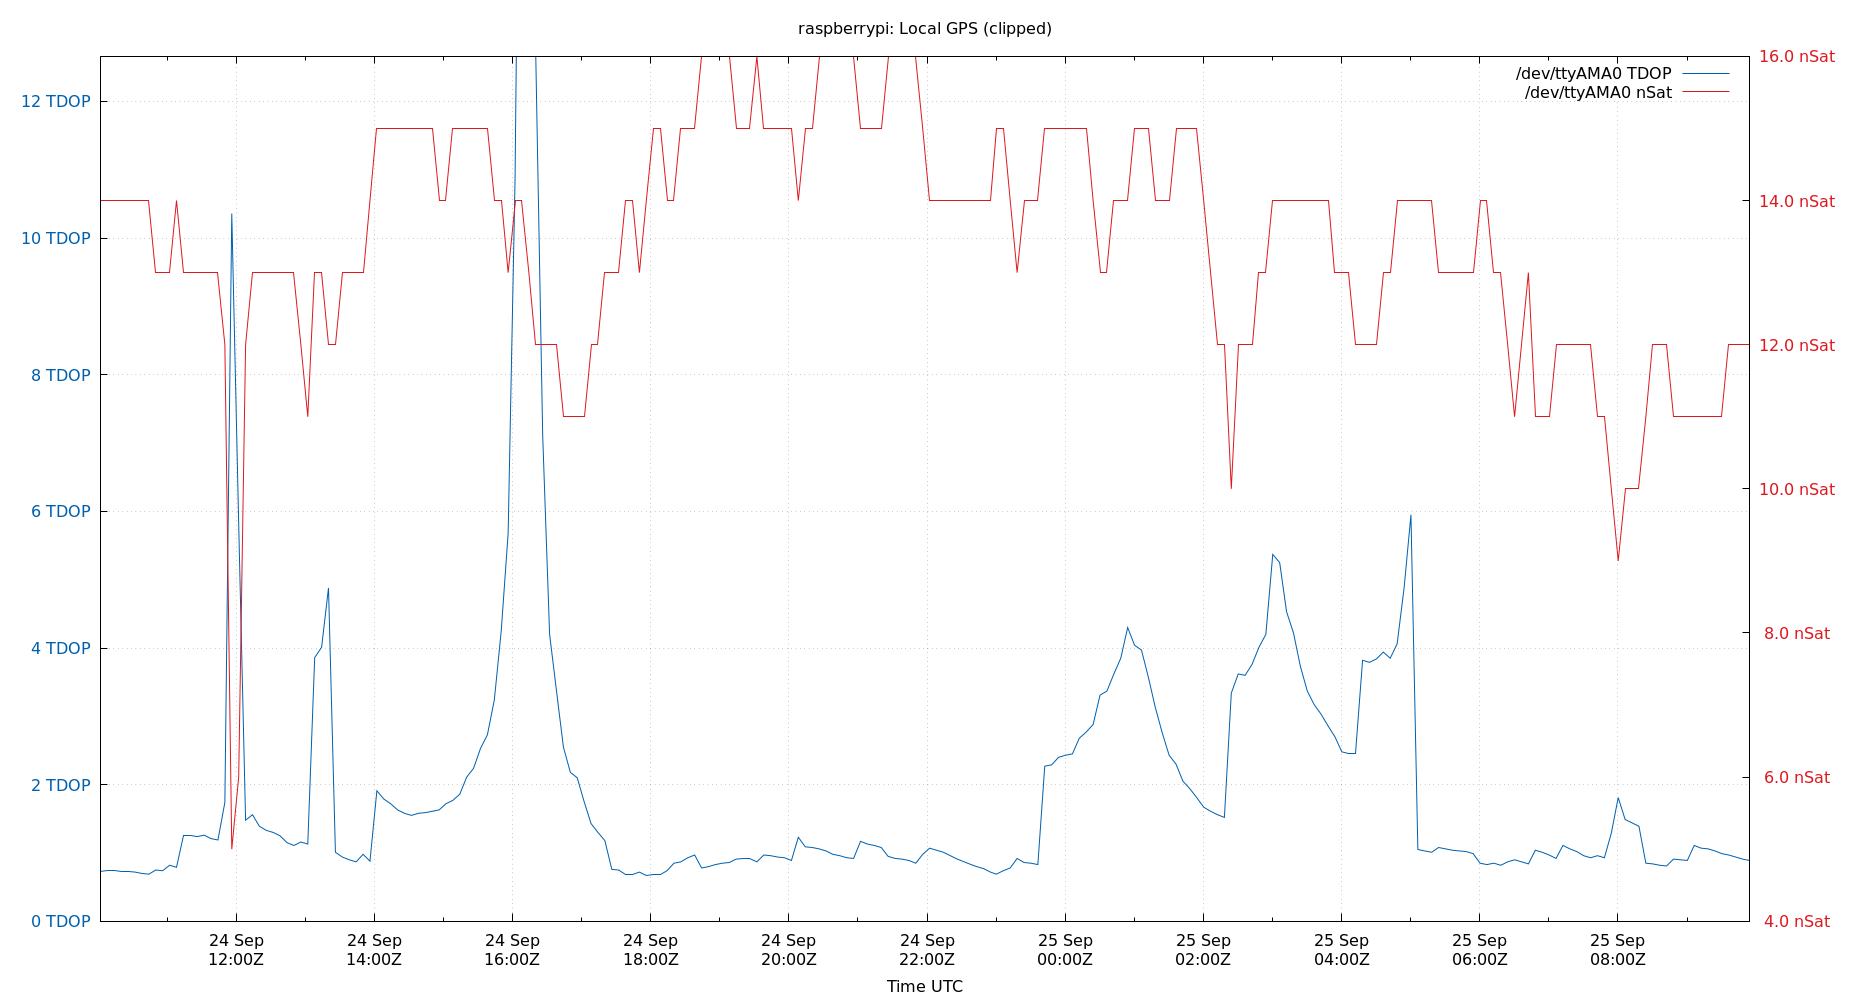 raspberrypi: Local GPS (clipped)
/dev/ttyAMA0 TDOP
/dev/ttyAMA0 nSat
12 TDOP
10 TDOP
8 TDOP
6 TDOP
4 TDOP
2 TDOP
0 TDOP
16.0 nSat
14.0 nSat
12.0 nSat
10.0 nSat
8.0 nSat
6.0 nSat
4.0 nSat
24 Sep
12:00Z
24 Sep
14:00Z
24 Sep
16:00Z
24 Sep
18:00Z
24 Sep
20:00Z
24 Sep
22:00Z
25 Sep
00:00Z
25 Sep
02:00Z
25 Sep
04:00Z
25 Sep
06:00Z
25 Sep
08:00Z
Time UTC